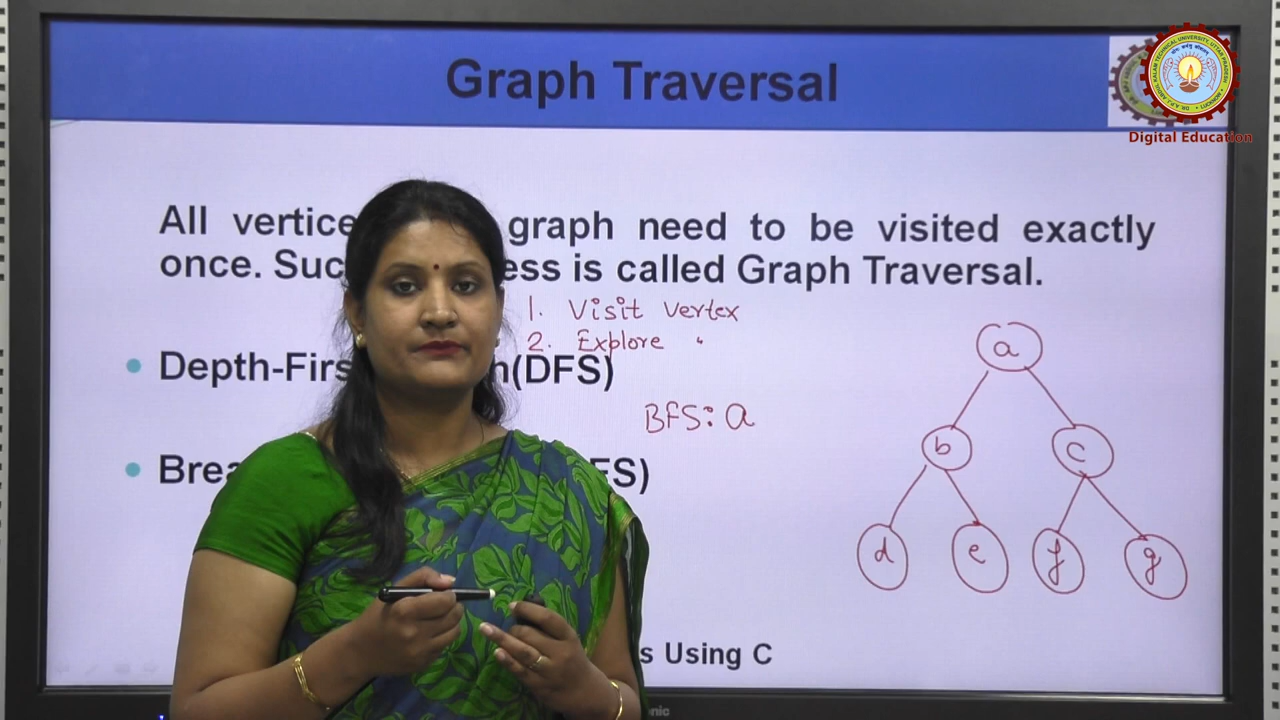 Graph Traversal
Digital Education
All vertice graph need to be visited exactly
once. Suc ess is called Graph Traversal.
1. Visit Vertex
2. Explore "
Depth-Firs n(DFS)
BFS: a
Brea FS)
a
b c
d e f g
s Using C